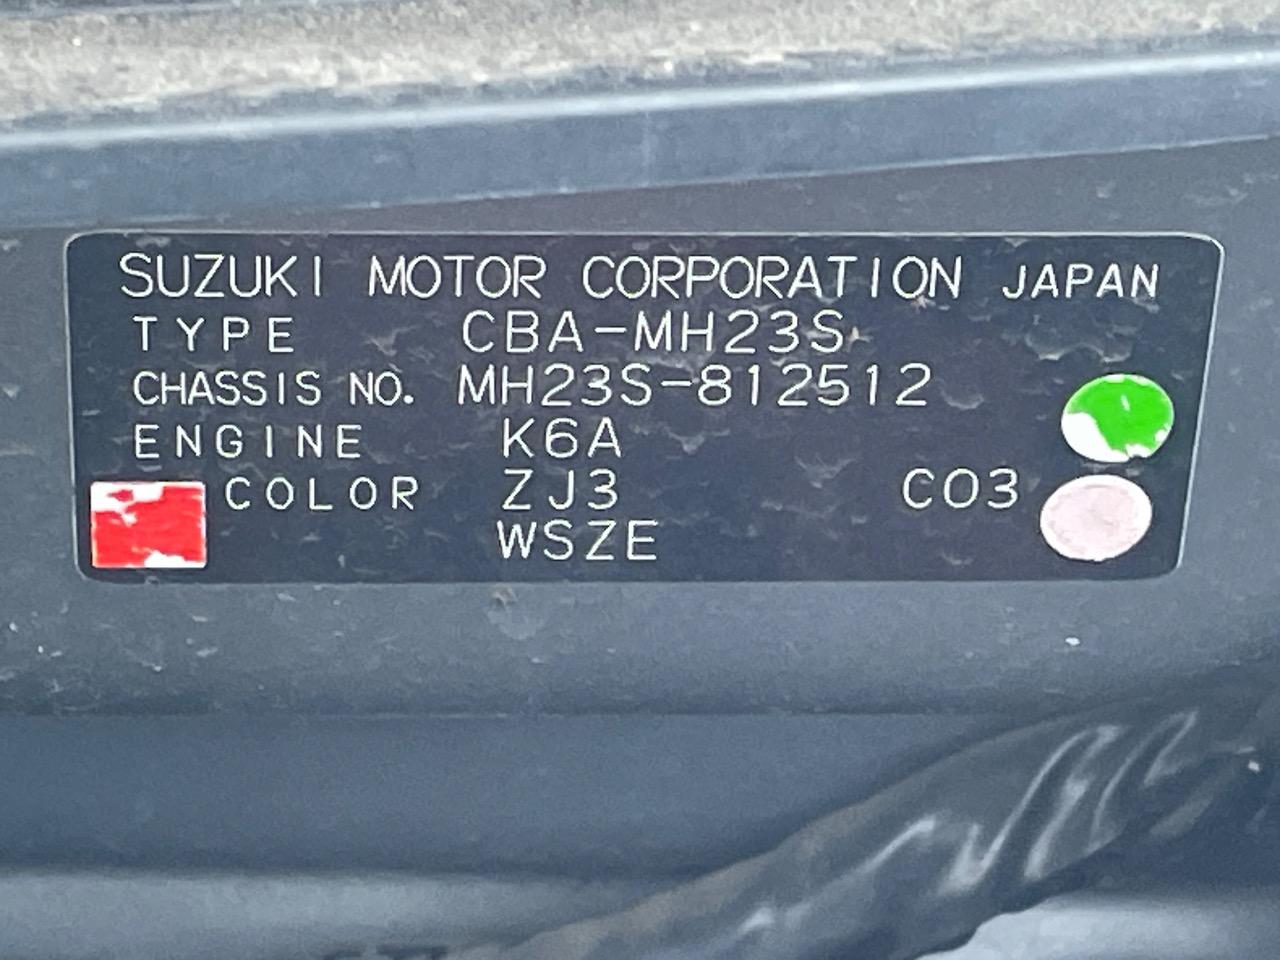 SUZUKI MOTOR CORPORATION JAPAN
TYPE CBA-MH23S
CHASSIS NO. MH23S-812512
ENGINE K6A
COLOR ZJ3 C03
WSZE